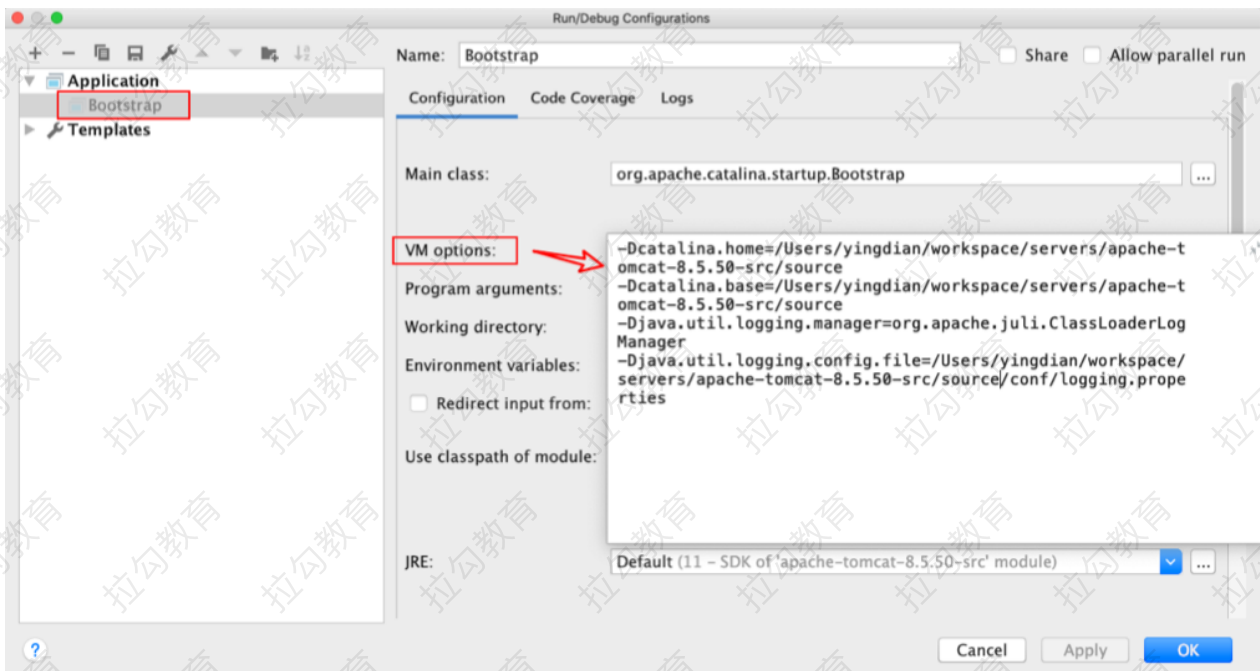 Run/Debug Configurations
Name: Bootstrap
Share
Allow parallel run
Application
Bootstrap
Templates
Configuration
Code Coverage
Logs
Main class: org.apache.catalina.startup.Bootstrap
...
VM options:
-Dcatalina.home=/Users/yingdian/workspace/servers/apache-t
omcat-8.5.50-src/source
-Dcatalina.base=/Users/yingdian/workspace/servers/apache-t
omcat-8.5.50-src/source
-Djava.util.logging.manager=org.apache.juli.ClassLoaderLog
Manager
-Djava.util.logging.config.file=/Users/yingdian/workspace/
servers/apache-tomcat-8.5.50-src/source/conf/logging.prope
rties
Program arguments:
Working directory:
Environment variables:
Redirect input from:
Use classpath of module:
JRE: Default (11 - SDK of 'apache-tomcat-8.5.50-src' module)
...
?
Cancel
Apply
OK
拉勾教育